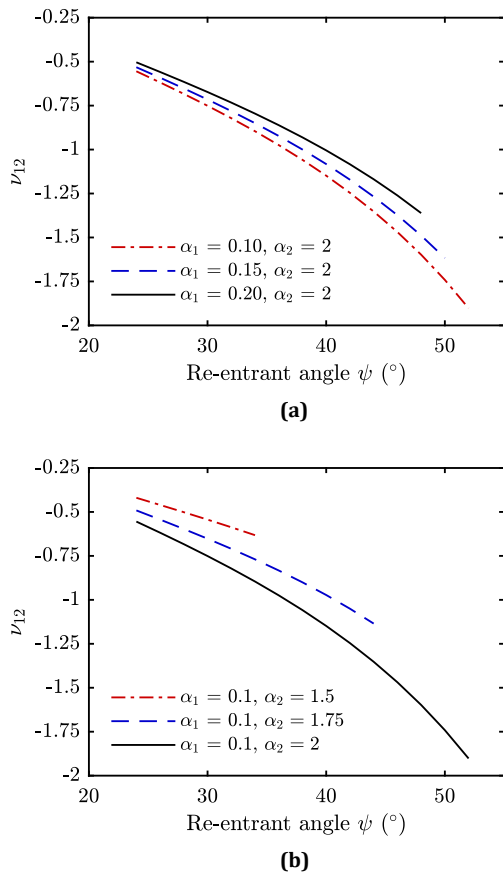 -0.25
-0.5
-0.75
-1
-1.25
-1.5
-1.75
-2
ν₁₂
α₁ = 0.10, α₂ = 2
α₁ = 0.15, α₂ = 2
α₁ = 0.20, α₂ = 2
20 30 40 50
Re-entrant angle ψ (°)
(a)
-0.25
-0.5
-0.75
-1
-1.25
-1.5
-1.75
-2
ν₁₂
α₁ = 0.1, α₂ = 1.5
α₁ = 0.1, α₂ = 1.75
α₁ = 0.1, α₂ = 2
20 30 40 50
Re-entrant angle ψ (°)
(b)